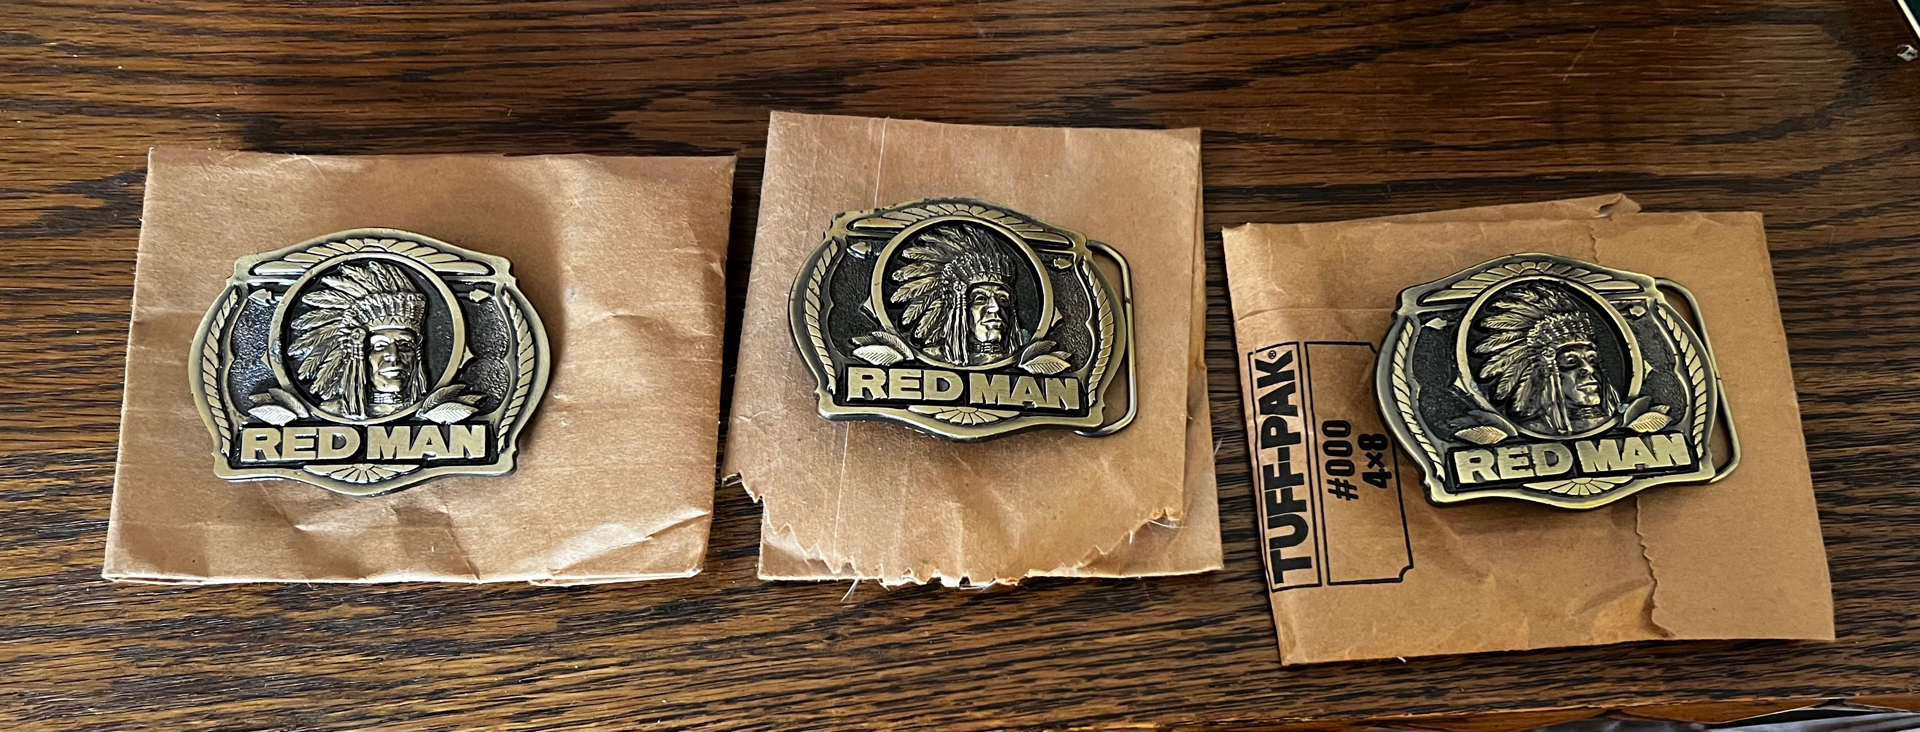 RED MAN
RED MAN
TUFF-PAK®
#000
4×8
RED MAN